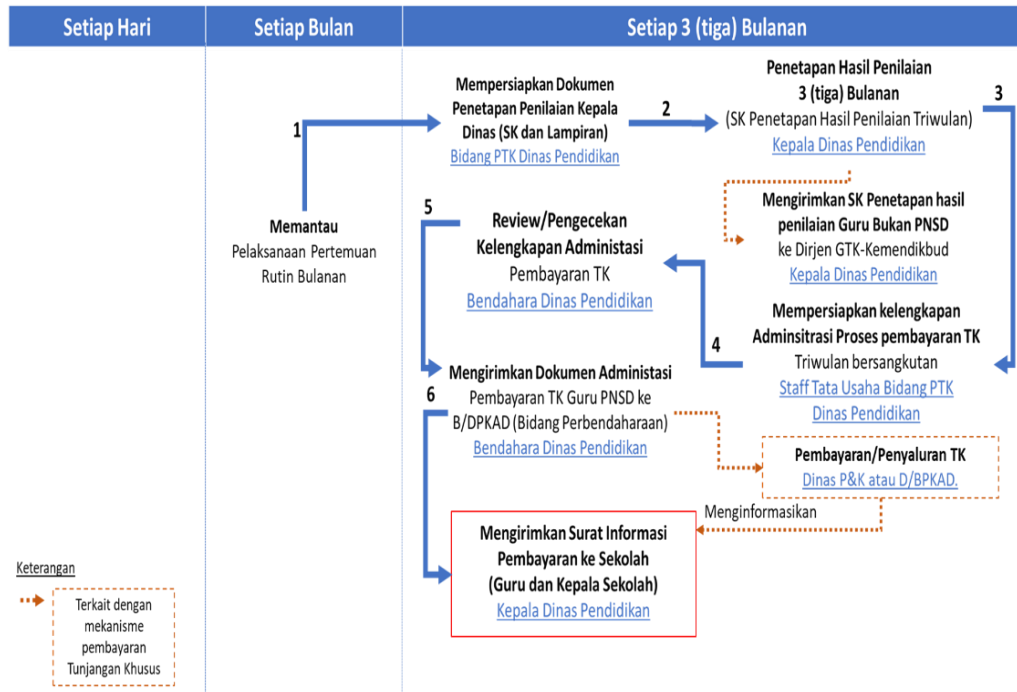 Setiap Hari
Setiap Bulan
Setiap 3 (tiga) Bulanan
1
Memantau
Pelaksanaan Pertemuan
Rutin Bulanan
Mempersiapkan Dokumen
Penetapan Penilaian Kepala
Dinas (SK dan Lampiran)
Bidang PTK Dinas Pendidikan
2
Penetapan Hasil Penilaian
3 (tiga) Bulanan
(SK Penetapan Hasil Penilaian Triwulan)
Kepala Dinas Pendidikan
3
Mengirimkan SK Penetapan hasil
penilaian Guru Bukan PNSD
ke Dirjen GTK-Kemendikbud
Kepala Dinas Pendidikan
Mempersiapkan kelengkapan
Adminsitrasi Proses pembayaran TK
Triwulan bersangkutan
Staff Tata Usaha Bidang PTK
Dinas Pendidikan
4
Review/Pengecekan
Kelengkapan Administasi
Pembayaran TK
Bendahara Dinas Pendidikan
5
Mengirimkan Dokumen Administasi
Pembayaran TK Guru PNSD ke
B/DPKAD (Bidang Perbendaharaan)
Bendahara Dinas Pendidikan
6
Pembayaran/Penyaluran TK
Dinas P&K atau D/BPKAD.
Menginformasikan
Mengirimkan Surat Informasi
Pembayaran ke Sekolah
(Guru dan Kepala Sekolah)
Kepala Dinas Pendidikan
Keterangan
Terkait dengan
mekanisme
pembayaran
Tunjangan Khusus